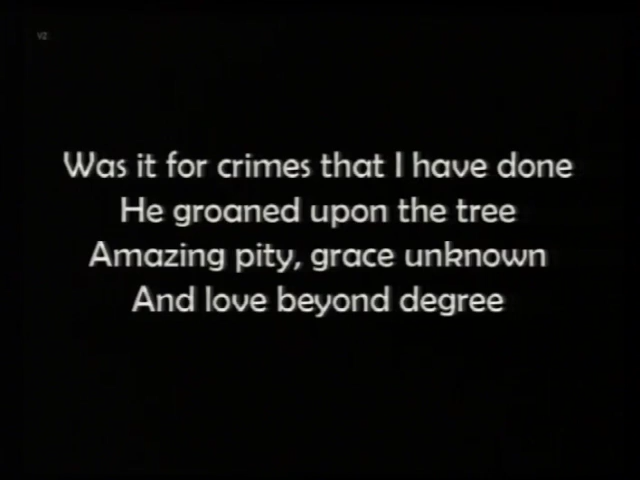 V2
Was it for crimes that I have done
He groaned upon the tree
Amazing pity, grace unknown
And love beyond degree